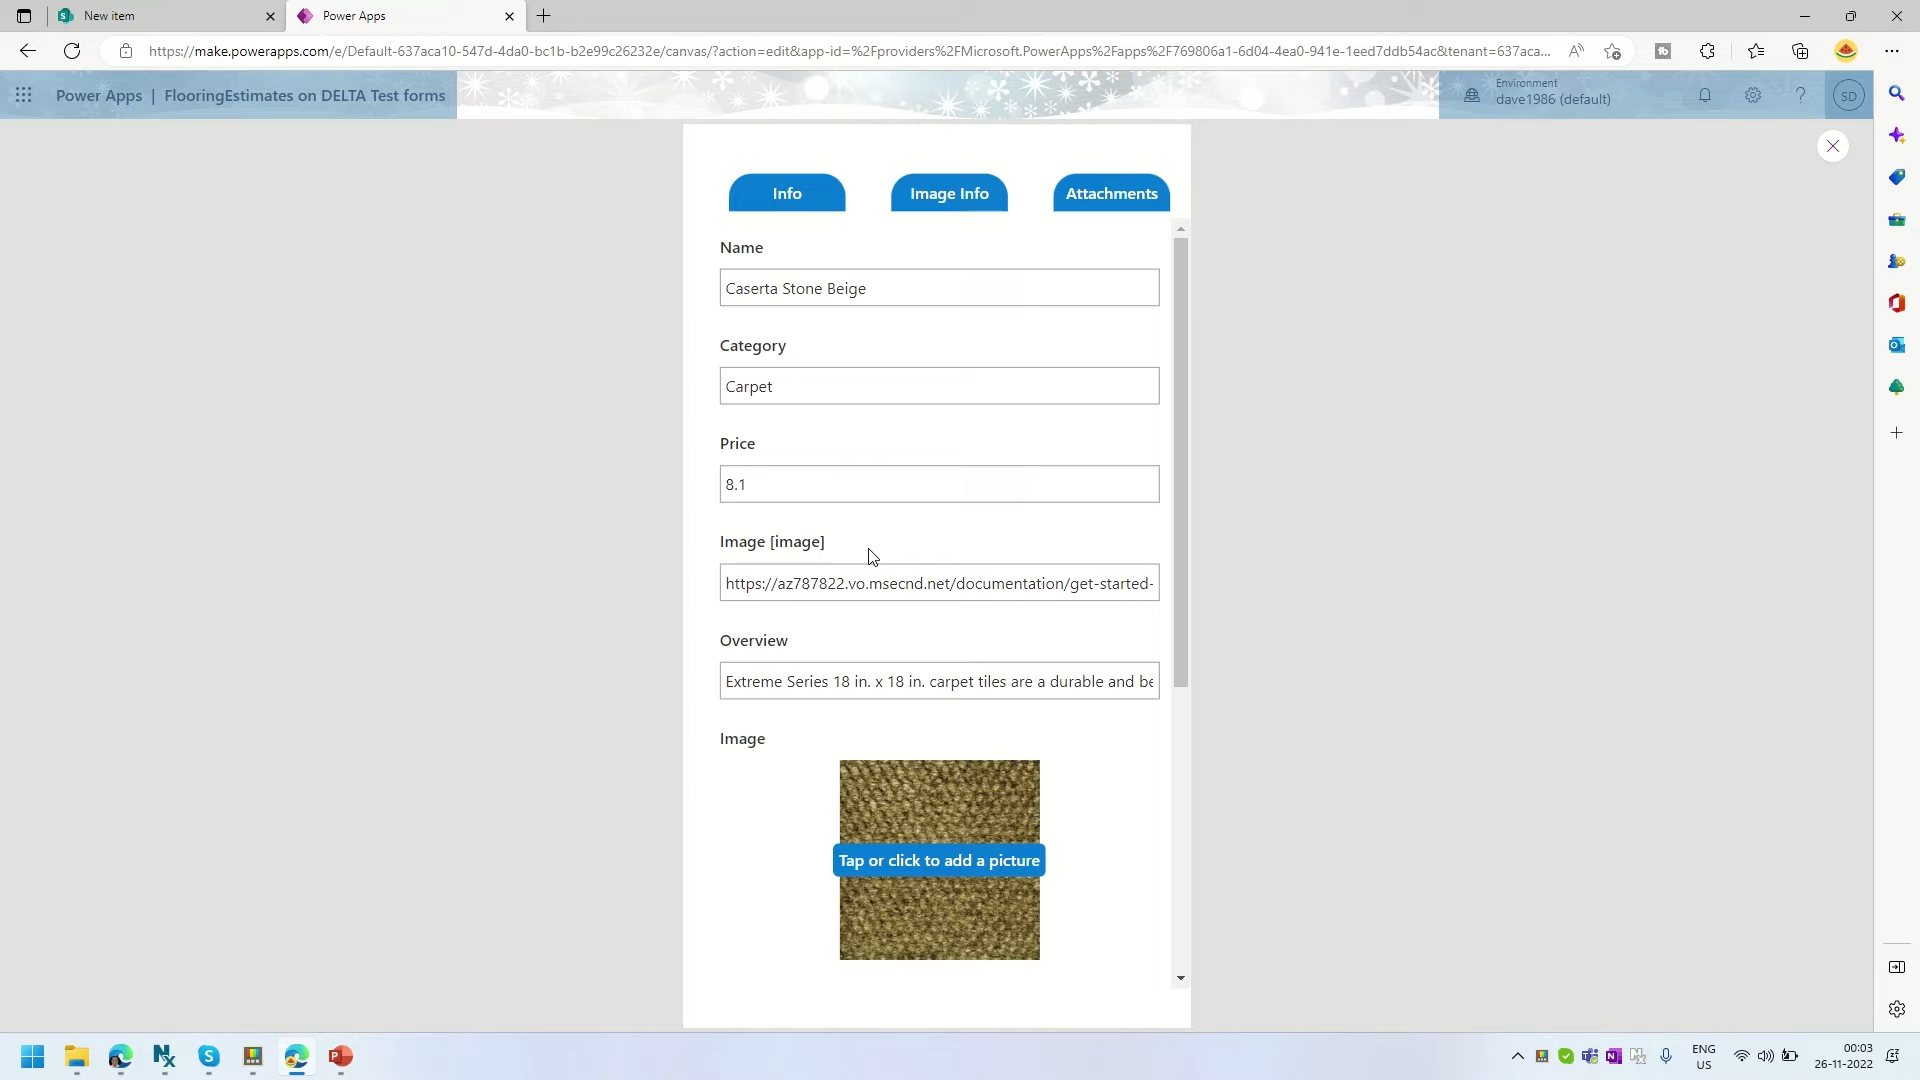 New item
Power Apps
https://make.powerapps.com/e/Default-637aca10-547d-4da0-bc1b-b2e99c26232e/canvas/?action=edit&app-id=%2Fproviders%2FMicrosoft.PowerApps%2Fapps%2F769806a1-6d04-4ea0-941e-1eed7ddb54ac&tenant=637aca...
Power Apps | FlooringEstimates on DELTA Test forms
Environment
dave1986 (default)
SD
Info
Image Info
Attachments
Name
Caserta Stone Beige
Category
Carpet
Price
8.1
Image [image]
https://az787822.vo.msecnd.net/documentation/get-started-
Overview
Extreme Series 18 in. x 18 in. carpet tiles are a durable and be
Image
Tap or click to add a picture
ENG
US
00:03
26-11-2022